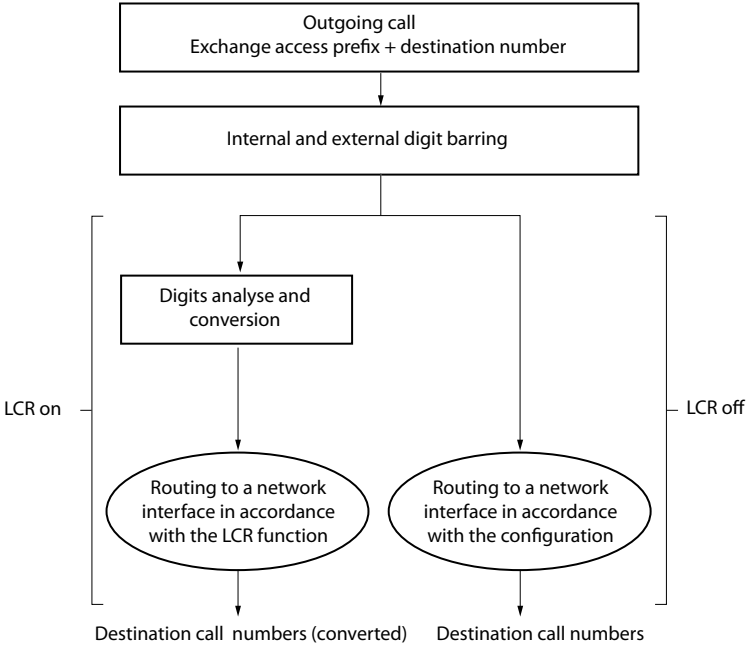 Outgoing call
Exchange access prefix + destination number
Internal and external digit barring
Digits analyse and
conversion
LCR on
LCR off
Routing to a network
interface in accordance
with the LCR function
Routing to a network
interface in accordance
with the configuration
Destination call numbers (converted)
Destination call numbers